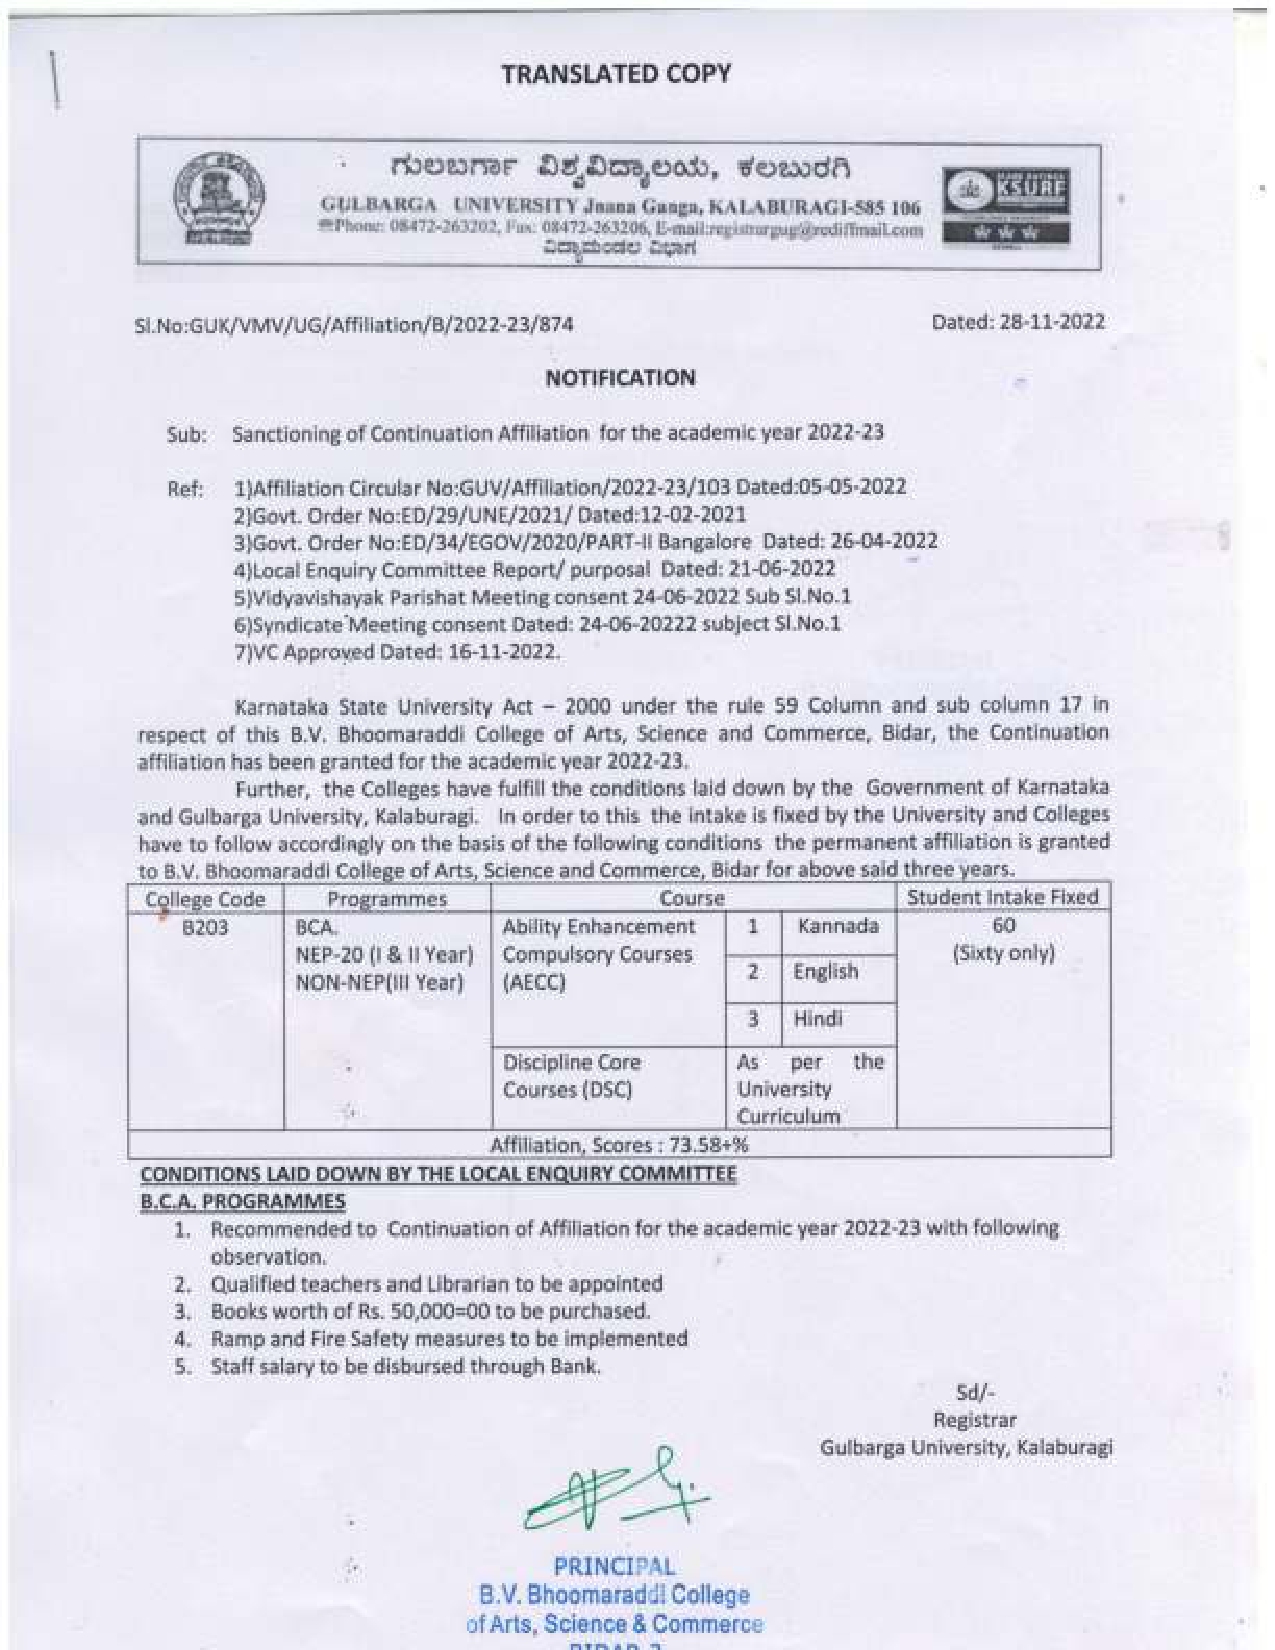 TRANSLATED COPY
ಗುಲಬರ್ಗಾ ವಿಶ್ವವಿದ್ಯಾಲಯ, ಕಲಬುರಗಿ
GULBARGA UNIVERSITY Jnana Ganga, KALABURAGI-585 106
☎Phone: 08472-263202, Fax: 08472-263206, E-mail:registrargug@rediffmail.com
ವಿದ್ಯಾಮಂಡಲ ವಿಭಾಗ
KSURF
Sl.No:GUK/VMV/UG/Affiliation/B/2022-23/874 Dated: 28-11-2022
NOTIFICATION
Sub: Sanctioning of Continuation Affiliation for the academic year 2022-23
Ref: 1)Affiliation Circular No:GUV/Affiliation/2022-23/103 Dated:05-05-2022
2)Govt. Order No:ED/29/UNE/2021/ Dated:12-02-2021
3)Govt. Order No:ED/34/EGOV/2020/PART-II Bangalore Dated: 26-04-2022
4)Local Enquiry Committee Report/ purposal Dated: 21-06-2022
5)Vidyavishayak Parishat Meeting consent 24-06-2022 Sub Sl.No.1
6)Syndicate Meeting consent Dated: 24-06-20222 subject Sl.No.1
7)VC Approved Dated: 16-11-2022.
Karnataka State University Act – 2000 under the rule 59 Column and sub column 17 in
respect of this B.V. Bhoomaraddi College of Arts, Science and Commerce, Bidar, the Continuation
affiliation has been granted for the academic year 2022-23.
Further, the Colleges have fulfill the conditions laid down by the Government of Karnataka
and Gulbarga University, Kalaburagi. In order to this the intake is fixed by the University and Colleges
have to follow accordingly on the basis of the following conditions the permanent affiliation is granted
to B.V. Bhoomaraddi College of Arts, Science and Commerce, Bidar for above said three years.
College Code Programmes Course Student Intake Fixed
B203 BCA. Ability Enhancement 1 Kannada 60
NEP-20 (I & II Year) Compulsory Courses 2 English (Sixty only)
NON-NEP(III Year) (AECC)
3 Hindi
Discipline Core As per the
Courses (DSC) University
Curriculum
Affiliation, Scores : 73.58+%
CONDITIONS LAID DOWN BY THE LOCAL ENQUIRY COMMITTEE
B.C.A. PROGRAMMES
1. Recommended to Continuation of Affiliation for the academic year 2022-23 with following
observation.
2. Qualified teachers and Librarian to be appointed
3. Books worth of Rs. 50,000=00 to be purchased.
4. Ramp and Fire Safety measures to be implemented
5. Staff salary to be disbursed through Bank.
Sd/-
Registrar
Gulbarga University, Kalaburagi
PRINCIPAL
B.V. Bhoomaraddi College
of Arts, Science & Commerce